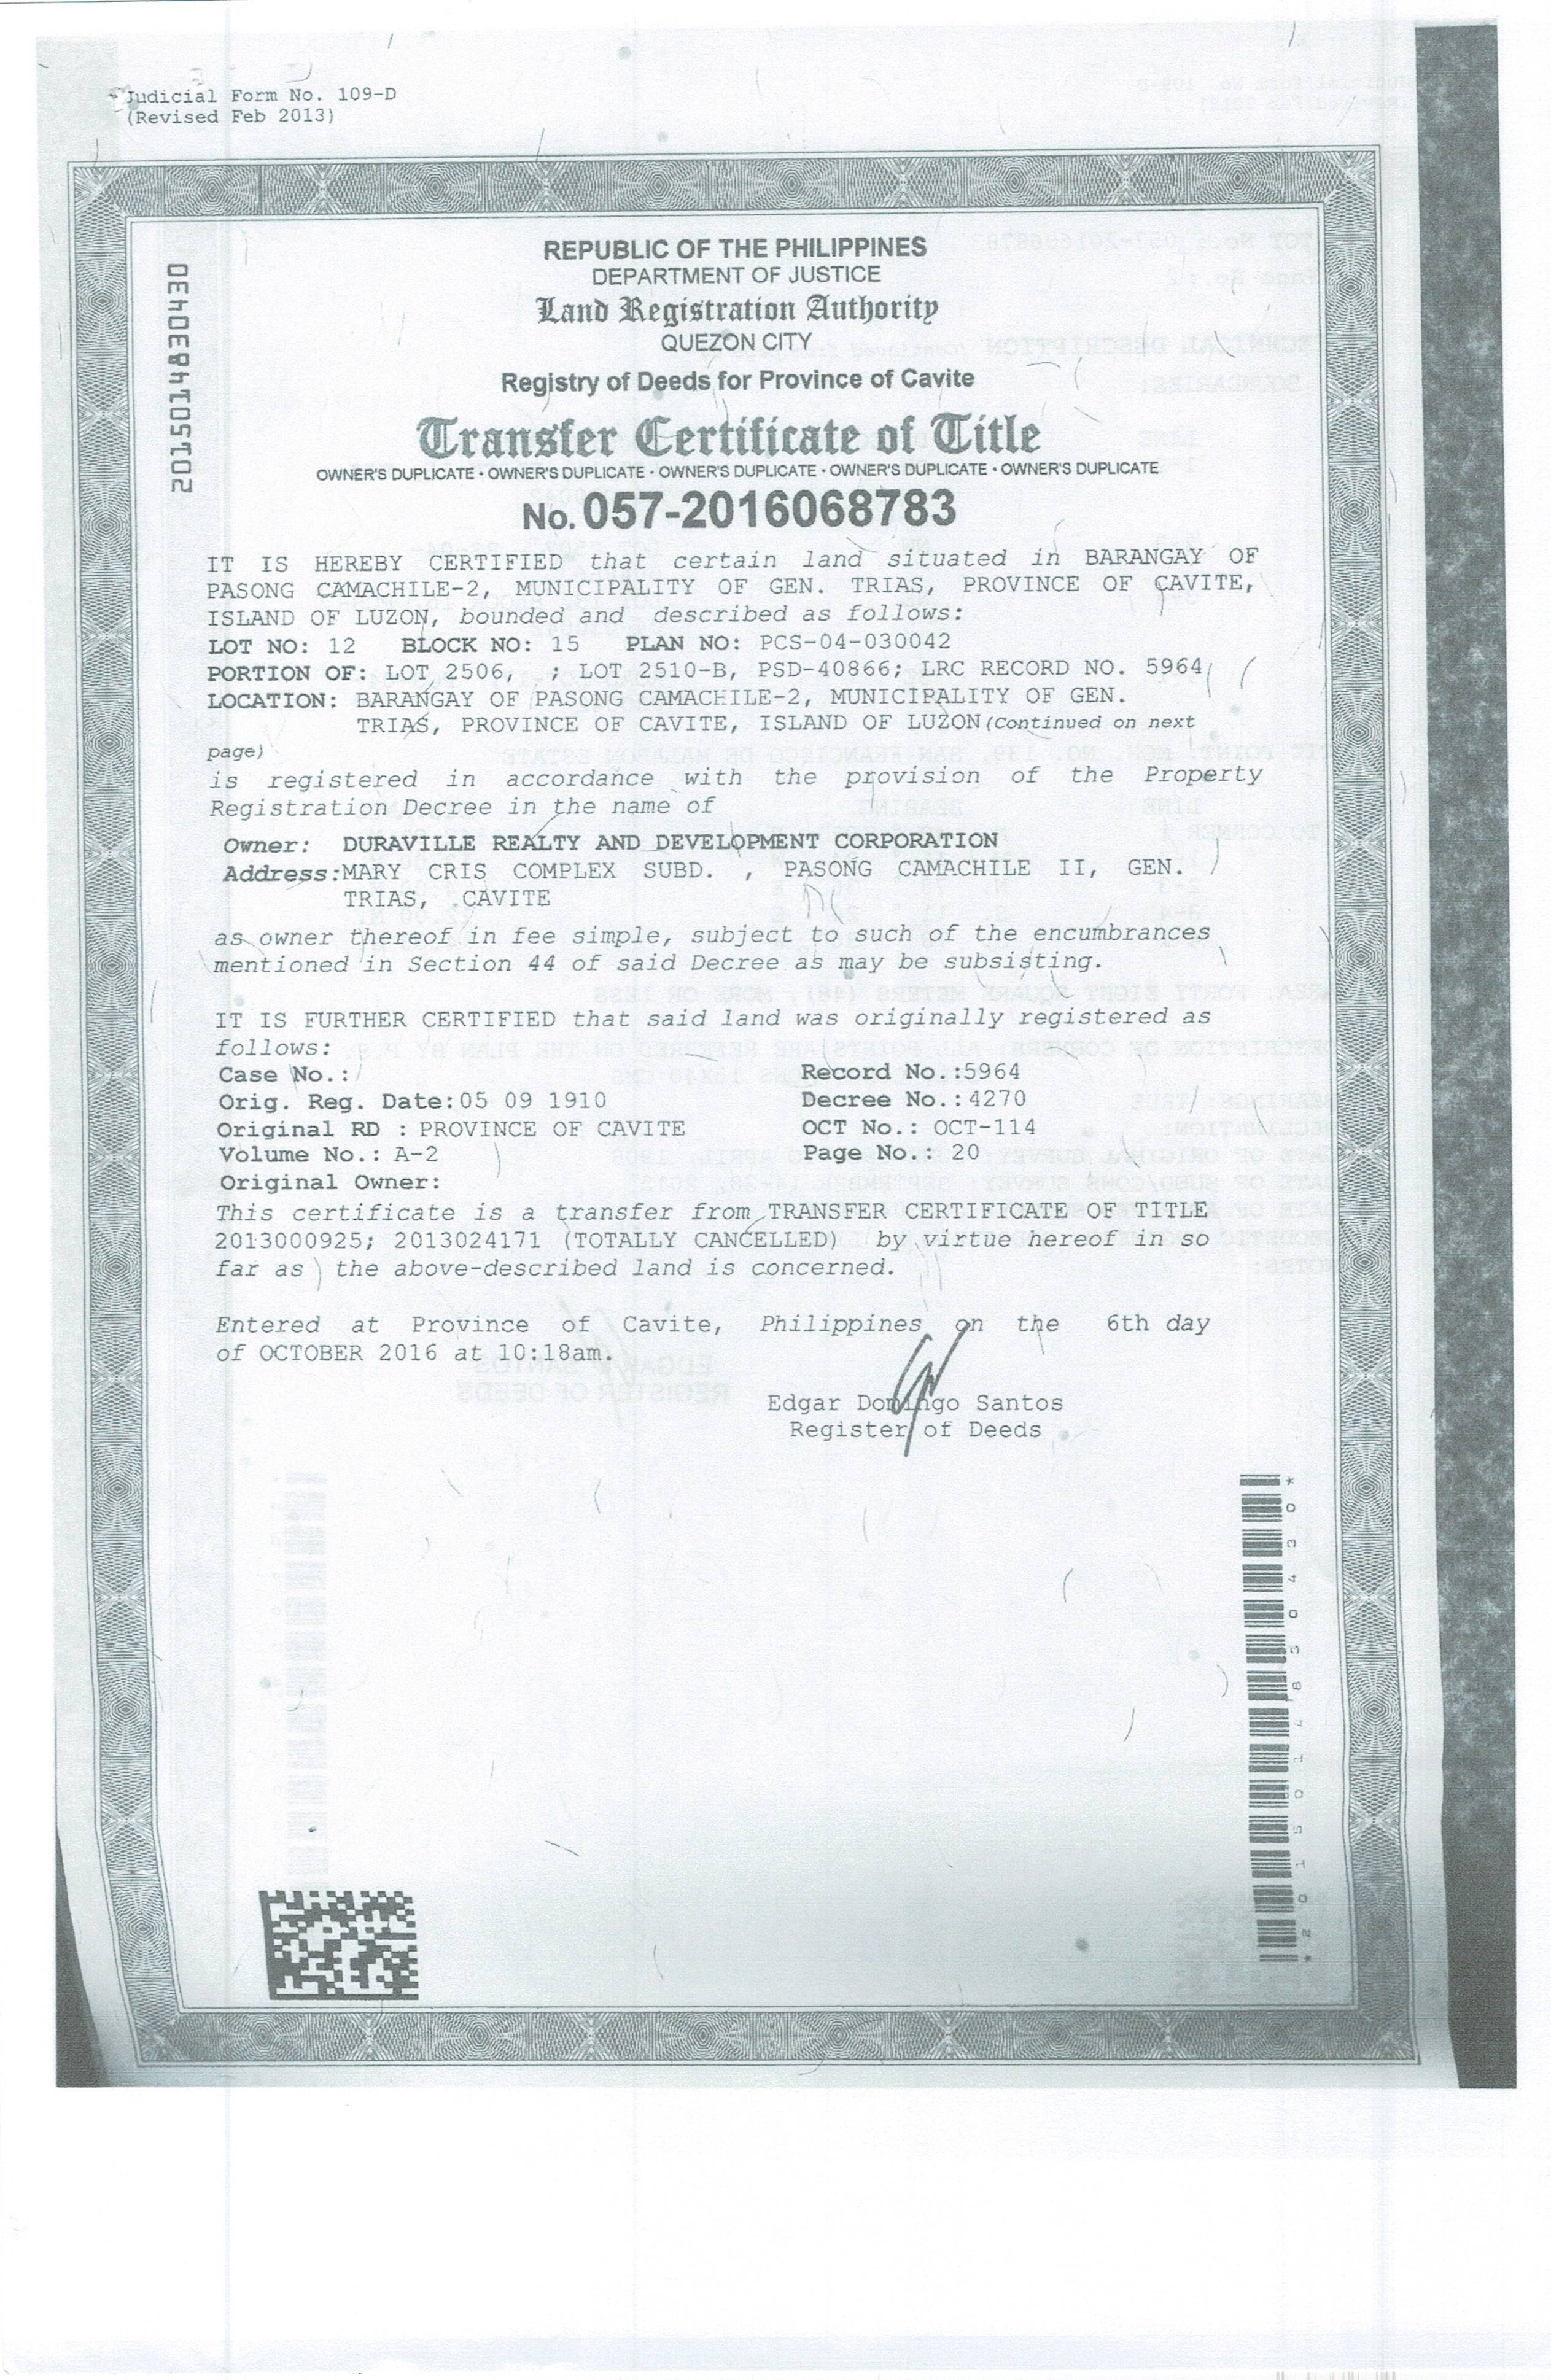 Judicial Form No. 109-D
(Revised Feb 2013)
2015014830430
REPUBLIC OF THE PHILIPPINES
DEPARTMENT OF JUSTICE
Land Registration Authority
QUEZON CITY
Registry of Deeds for Province of Cavite
Transfer Certificate of Title
OWNER'S DUPLICATE • OWNER'S DUPLICATE • OWNER'S DUPLICATE • OWNER'S DUPLICATE • OWNER'S DUPLICATE
No. 057-2016068783
IT IS HEREBY CERTIFIED that certain land situated in BARANGAY OF
PASONG CAMACHILE-2, MUNICIPALITY OF GEN. TRIAS, PROVINCE OF CAVITE,
ISLAND OF LUZON, bounded and described as follows:
LOT NO: 12 BLOCK NO: 15 PLAN NO: PCS-04-030042
PORTION OF: LOT 2506, ; LOT 2510-B, PSD-40866; LRC RECORD NO. 5964
LOCATION: BARANGAY OF PASONG CAMACHILE-2, MUNICIPALITY OF GEN.
TRIAS, PROVINCE OF CAVITE, ISLAND OF LUZON (Continued on next
page)
is registered in accordance with the provision of the Property
Registration Decree in the name of
Owner: DURAVILLE REALTY AND DEVELOPMENT CORPORATION
Address: MARY CRIS COMPLEX SUBD. , PASONG CAMACHILE II, GEN.
TRIAS, CAVITE
as owner thereof in fee simple, subject to such of the encumbrances
mentioned in Section 44 of said Decree as may be subsisting.
IT IS FURTHER CERTIFIED that said land was originally registered as
follows:
Case No.: Record No.:5964
Orig. Reg. Date:05 09 1910 Decree No.:4270
Original RD : PROVINCE OF CAVITE OCT No.: OCT-114
Volume No.: A-2 Page No.: 20
Original Owner:
This certificate is a transfer from TRANSFER CERTIFICATE OF TITLE
2013000925; 2013024171 (TOTALLY CANCELLED) by virtue hereof in so
far as the above-described land is concerned.
Entered at Province of Cavite, Philippines on the 6th day
of OCTOBER 2016 at 10:18am.
Edgar Domingo Santos
Register of Deeds
*2015014830430*